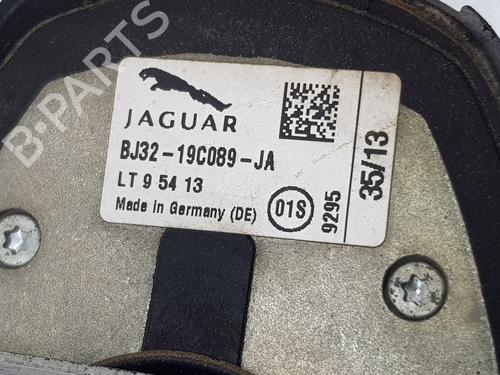 JAGUAR
BJ32-19C089-JA
LT 9 54 13
Made in Germany (DE)
01S
9295
35/13
B-PARTS